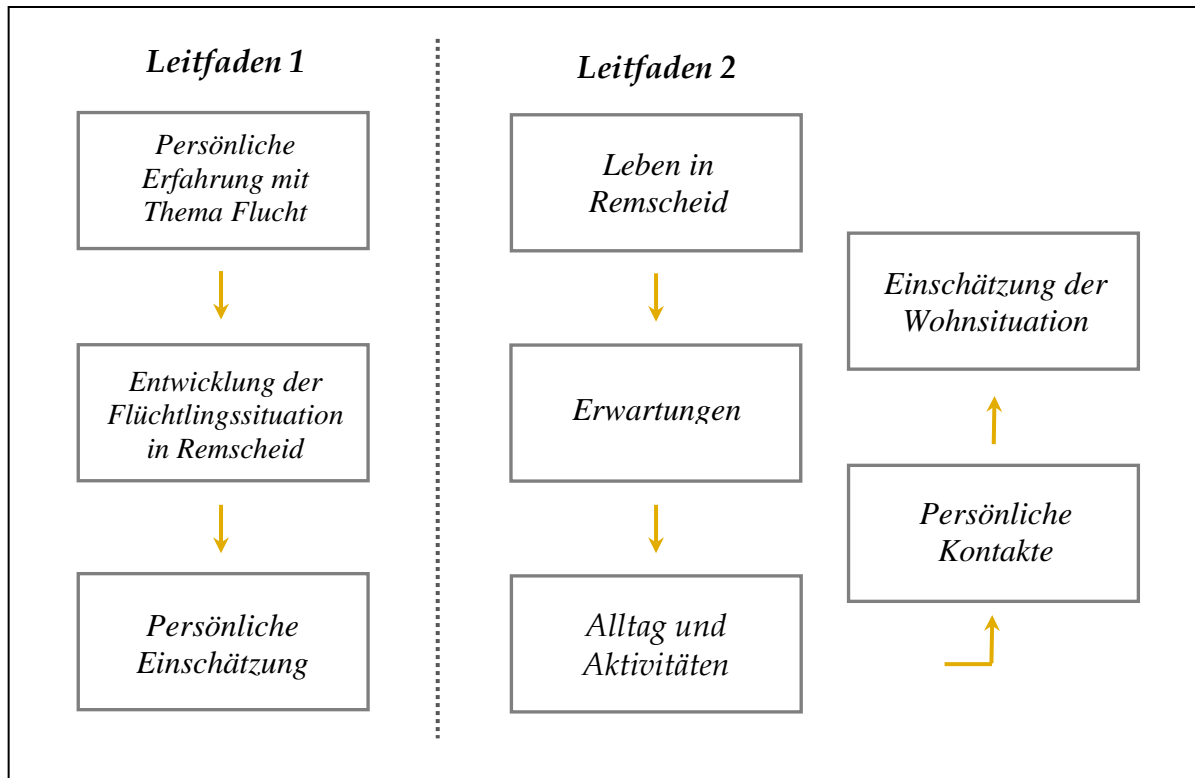 Leitfaden 1
Persönliche
Erfahrung mit
Thema Flucht
Entwicklung der
Flüchtlingssituation
in Remscheid
Persönliche
Einschätzung
Leitfaden 2
Leben in
Remscheid
Erwartungen
Alltag und
Aktivitäten
Persönliche
Kontakte
Einschätzung der
Wohnsituation